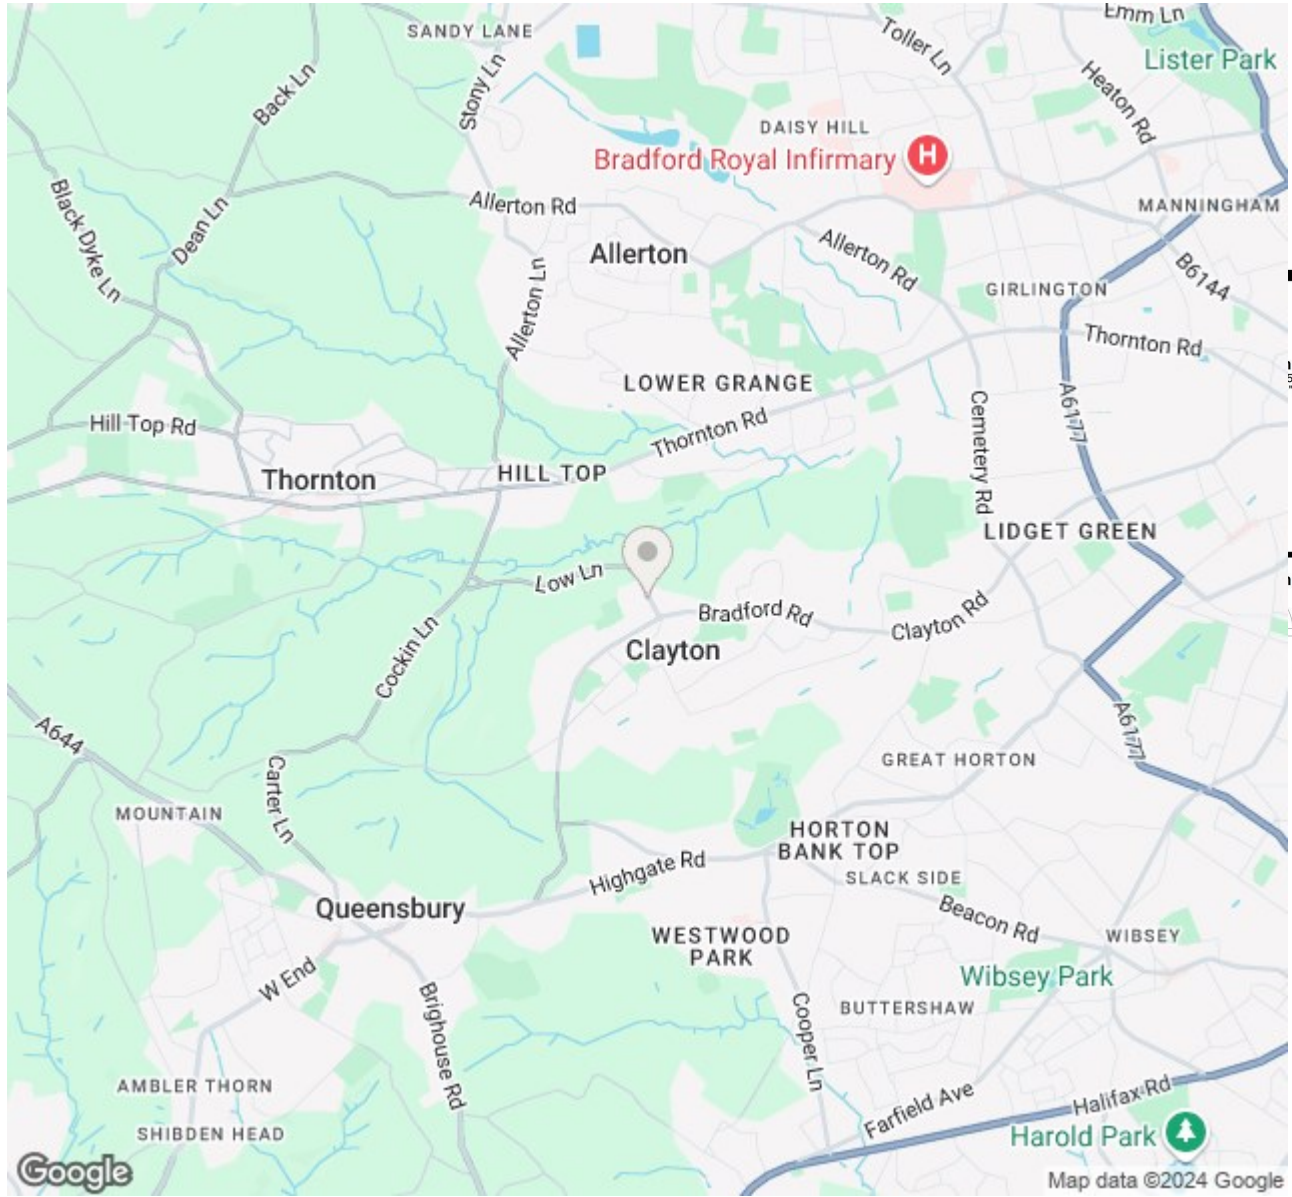 SANDY LANE
Emm Ln
Toller Ln
Lister Park
Back Ln
Stony Ln
Heaton Rd
DAISY HILL
Bradford Royal Infirmary
H
Black Dyke Ln
Dean Ln
Allerton Rd
MANNINGHAM
Allerton
Allerton Rd
B6144
GIRLINGTON
Allerton Ln
Thornton Rd
LOWER GRANGE
A6177
Hill Top Rd
Thornton Rd
Cemetery Rd
Thornton
HILL TOP
LIDGET GREEN
Low Ln
Bradford Rd
Clayton Rd
Clayton
Cockin Ln
A644
A6177
Carter Ln
GREAT HORTON
MOUNTAIN
HORTON
BANK TOP
Highgate Rd
SLACK SIDE
Queensbury
Beacon Rd
WESTWOOD
PARK
WIBSEY
W End
Wibsey Park
Brighouse Rd
Cooper Ln
BUTTERSHAW
AMBLER THORN
Farfield Ave
Halifax Rd
SHIBDEN HEAD
Harold Park
Google
Map data ©2024 Google